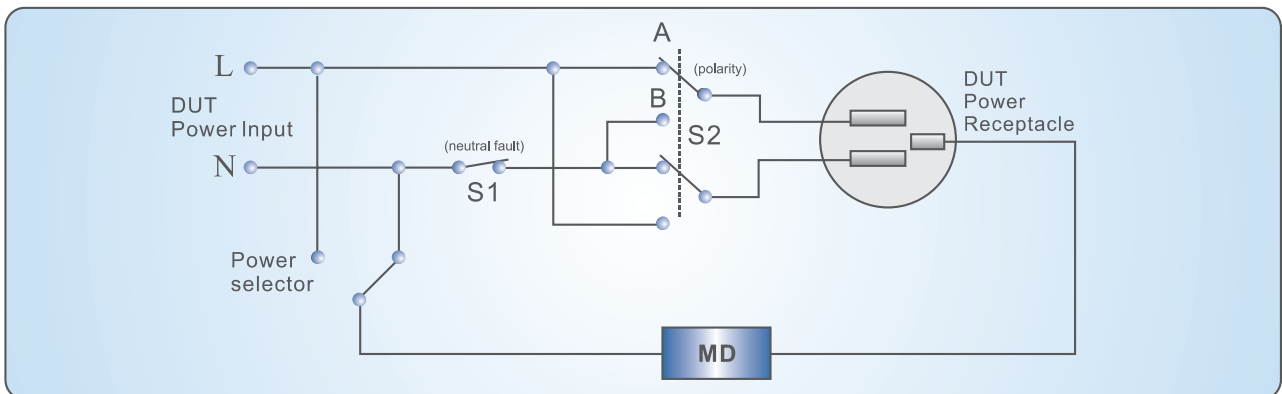 L
DUT
Power Input
N
(neutral fault)
S1
A
(polarity)
B
S2
DUT
Power
Receptacle
Power
selector
MD